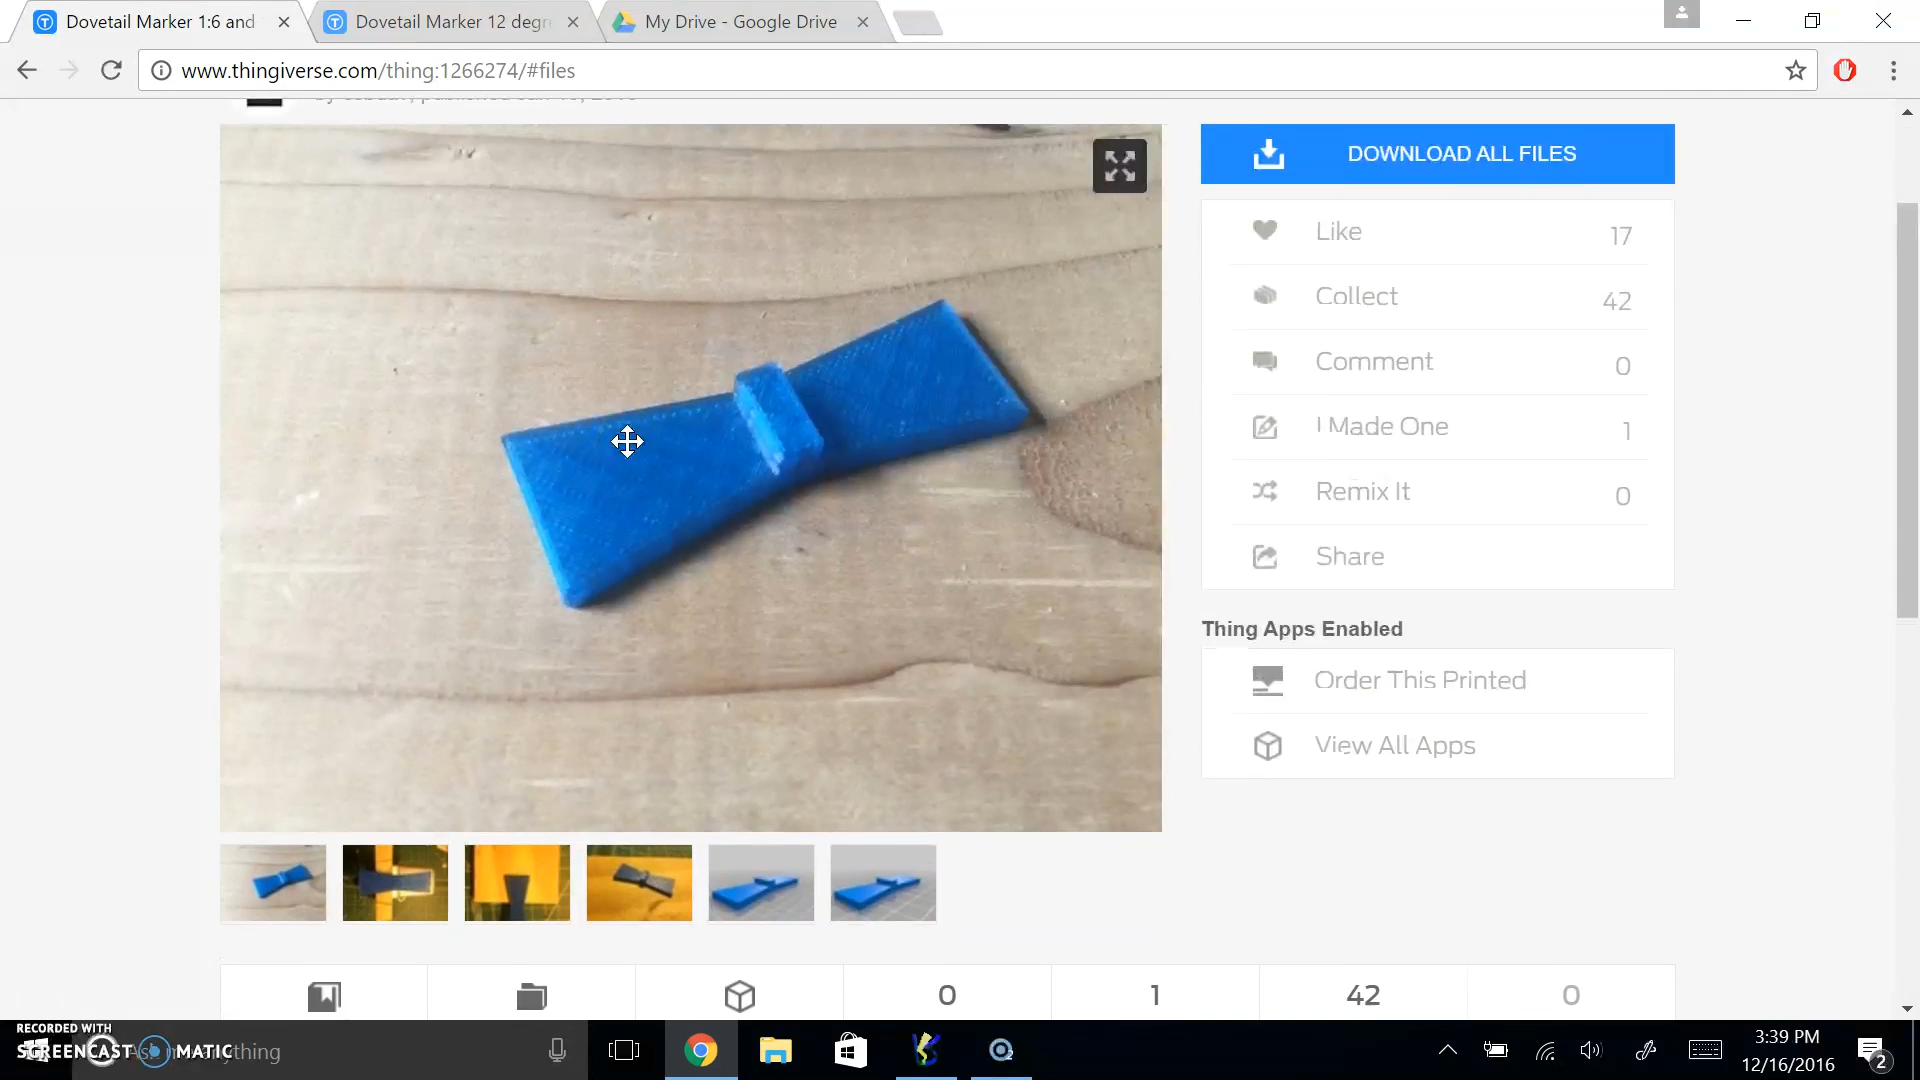 Dovetail Marker 1:6 and
Dovetail Marker 12 degr
My Drive - Google Drive
www.thingiverse.com/thing:1266274/#files
DOWNLOAD ALL FILES
Like 17
Collect 42
Comment 0
I Made One 1
Remix It 0
Share
Thing Apps Enabled
Order This Printed
View All Apps
0 1 42 0
RECORDED WITH
SCREENCAST MATIC
anything
3:39 PM
12/16/2016
2